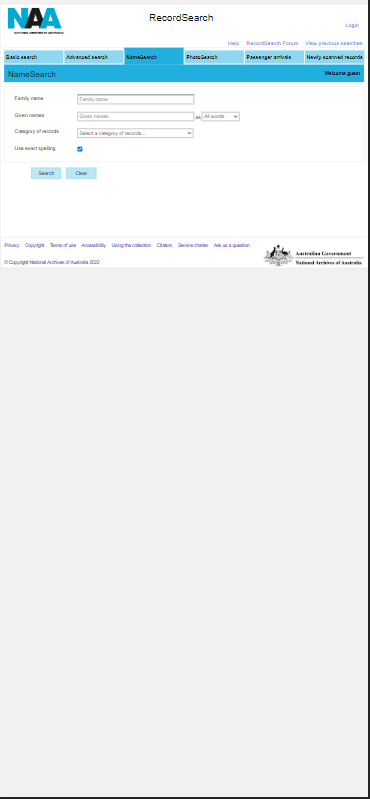 NAA
NATIONAL ARCHIVES OF AUSTRALIA
RecordSearch
Login
Help RecordSearch Forum View previous searches
Basic search Advanced search NameSearch PhotoSearch Passenger arrivals Newly scanned records
NameSearch Welcome guest
Family name Family name
Given names Given names as All words
Category of records Select a category of records...
Use exact spelling
Search Clear
Privacy Copyright Terms of use Accessibility Using the collection Citation Service charter Ask us a question
Australian Government
National Archives of Australia
© Copyright National Archives of Australia 2022